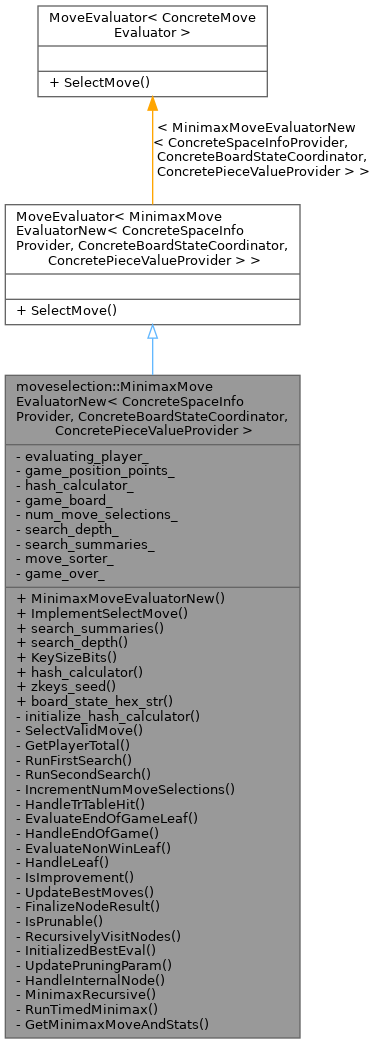 MoveEvaluator< ConcreteMove
Evaluator >
+ SelectMove()
< MinimaxMoveEvaluatorNew
< ConcreteSpaceInfoProvider,
ConcreteBoardStateCoordinator,
ConcretePieceValueProvider > >
MoveEvaluator< MinimaxMove
EvaluatorNew< ConcreteSpaceInfo
Provider, ConcreteBoardStateCoordinator,
ConcretePieceValueProvider > >
+ SelectMove()
moveselection::MinimaxMove
EvaluatorNew< ConcreteSpaceInfo
Provider, ConcreteBoardStateCoordinator,
ConcretePieceValueProvider >
- evaluating_player_
- game_position_points_
- hash_calculator_
- game_board_
- num_move_selections_
- search_depth_
- search_summaries_
- move_sorter_
- game_over_
+ MinimaxMoveEvaluatorNew()
+ ImplementSelectMove()
+ search_summaries()
+ search_depth()
+ KeySizeBits()
+ hash_calculator()
+ zkeys_seed()
+ board_state_hex_str()
- initialize_hash_calculator()
- SelectValidMove()
- GetPlayerTotal()
- RunFirstSearch()
- RunSecondSearch()
- IncrementNumMoveSelections()
- HandleTrTableHit()
- EvaluateEndOfGameLeaf()
- HandleEndOfGame()
- EvaluateNonWinLeaf()
- HandleLeaf()
- IsImprovement()
- UpdateBestMoves()
- FinalizeNodeResult()
- IsPrunable()
- RecursivelyVisitNodes()
- InitializedBestEval()
- UpdatePruningParam()
- HandleInternalNode()
- MinimaxRecursive()
- RunTimedMinimax()
- GetMinimaxMoveAndStats()